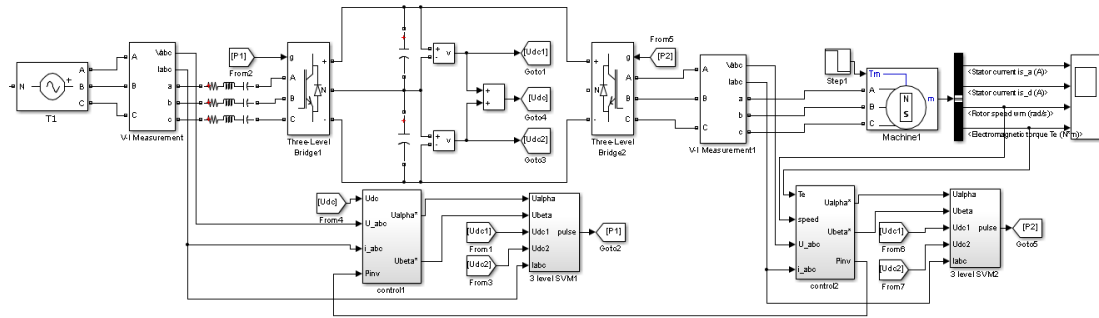 N
A
B
C
T1
A
B
C
Vabc
Iabc
a
b
c
V-I Measurement
[P1]
From2
g
A
B
C
+
N
-
Three-Level
Bridge1
+
-
v
+
-
v
+
+
[Udc1]
Goto1
[Udc]
Goto4
[Udc2]
Goto3
+
N
-
g
A
B
C
Three-Level
Bridge2
From5
[P2]
A
B
C
Vabc
Iabc
a
b
c
V-I Measurement1
Step1
Tm
A
B
C
N
S
m
Machine1
<Stator current is_a (A)>
<Stator current is_d (A)>
<Rotor speed wm (rad/s)>
<Electromagnetic torque Te (N*m)>
[Udc]
From4
Udc
U_abc
i_abc
Pinv
Ualpha*
Ubeta*
control1
[Udc1]
From1
[Udc2]
From3
Ualpha
Ubeta
Udc1
Udc2
Iabc
pulse
3 level SVM1
[P1]
Goto2
Te
speed
U_abc
i_abc
Ualpha*
Ubeta*
Pinv
control2
[Udc1]
From6
[Udc2]
From7
Ualpha
Ubeta
Udc1
Udc2
Iabc
pulse
3 level SVM2
[P2]
Goto5